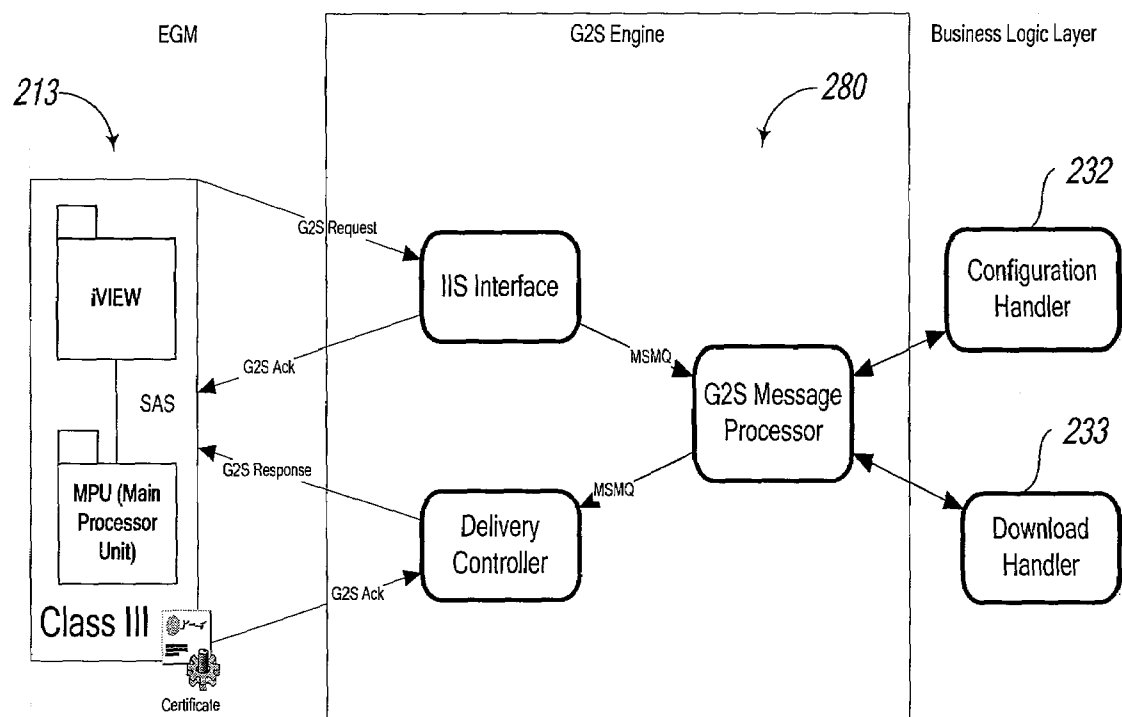 EGM
G2S Engine
Business Logic Layer
213
280
232
G2S Request
iVIEW
IIS Interface
Configuration
Handler
G2S Ack
MSMQ
SAS
G2S Message
Processor
233
G2S Response
MSMQ
MPU (Main
Processor
Unit)
Delivery
Controller
Download
Handler
G2S Ack
Class III
Certificate